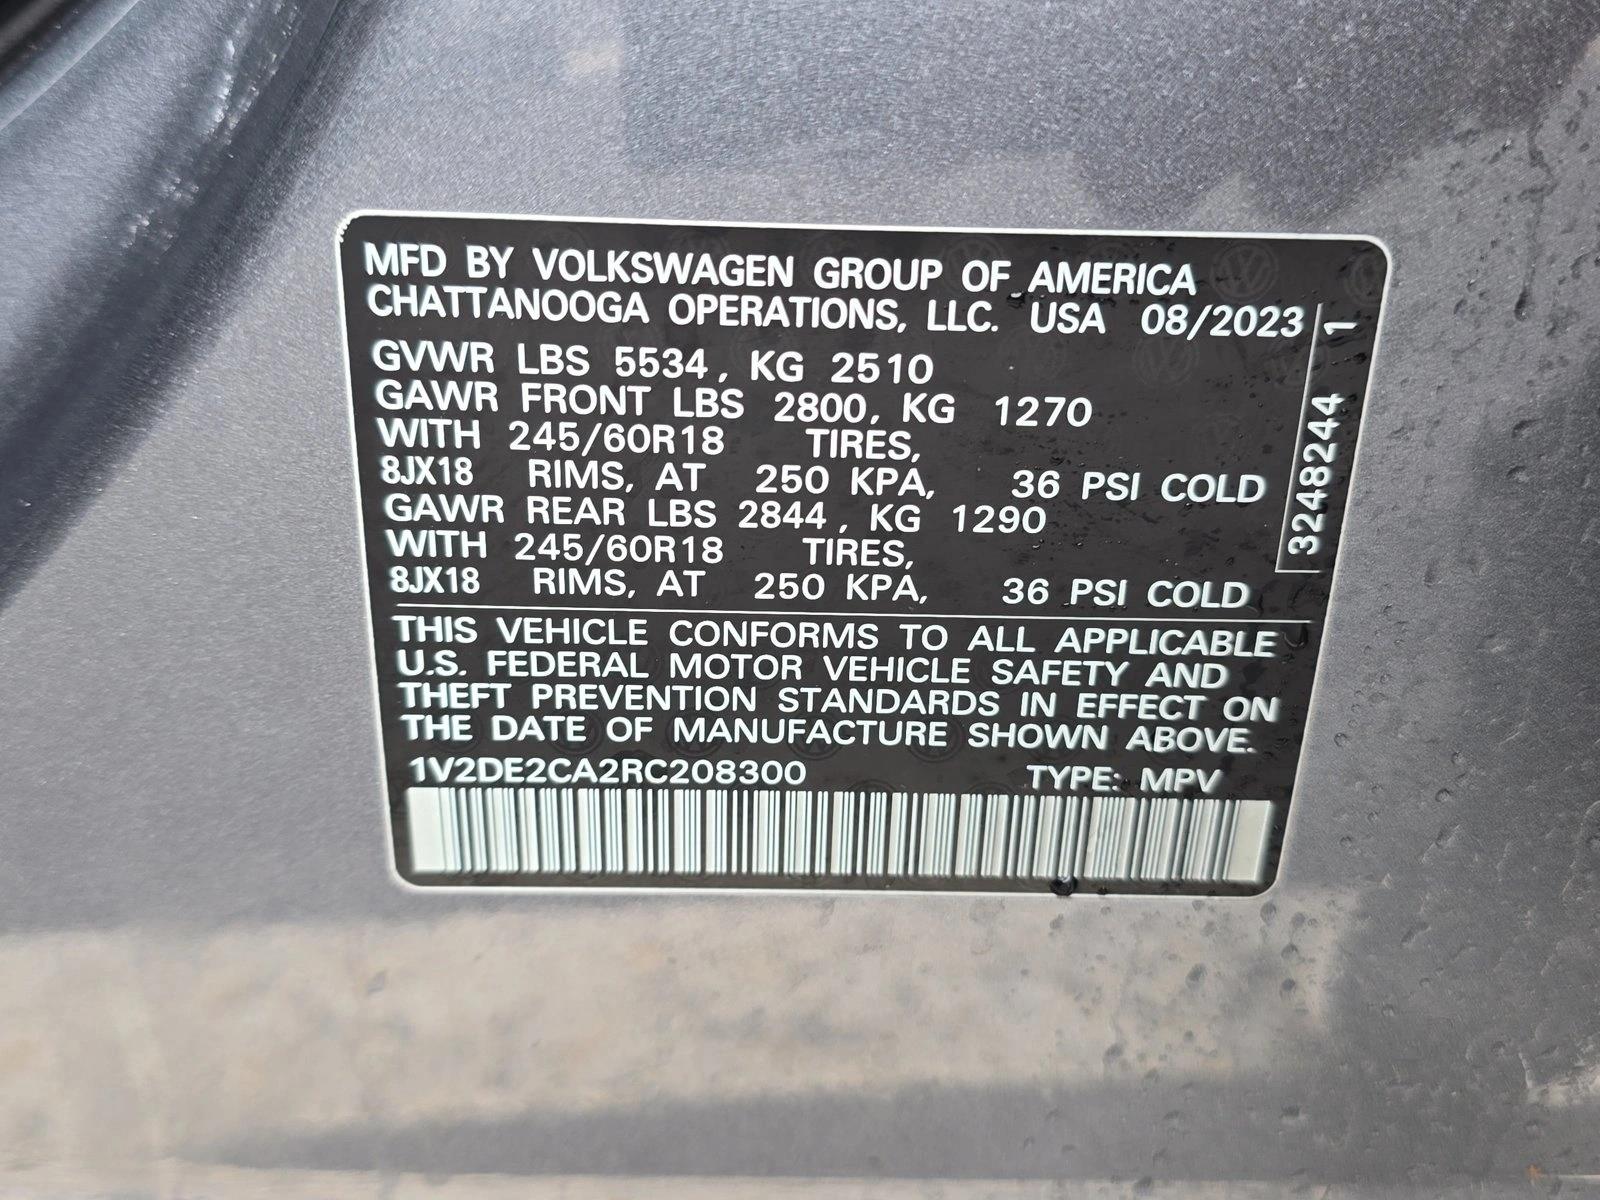 MFD BY VOLKSWAGEN GROUP OF AMERICA
CHATTANOOGA OPERATIONS, LLC. USA 08/2023
GVWR LBS 5534, KG 2510
GAWR FRONT LBS 2800, KG 1270
WITH 245/60R18 TIRES,
8JX18 RIMS, AT 250 KPA, 36 PSI COLD
GAWR REAR LBS 2844, KG 1290
WITH 245/60R18 TIRES,
8JX18 RIMS, AT 250 KPA, 36 PSI COLD
3248244 1
THIS VEHICLE CONFORMS TO ALL APPLICABLE
U.S. FEDERAL MOTOR VEHICLE SAFETY AND
THEFT PREVENTION STANDARDS IN EFFECT ON
THE DATE OF MANUFACTURE SHOWN ABOVE.
1V2DE2CA2RC208300 TYPE: MPV